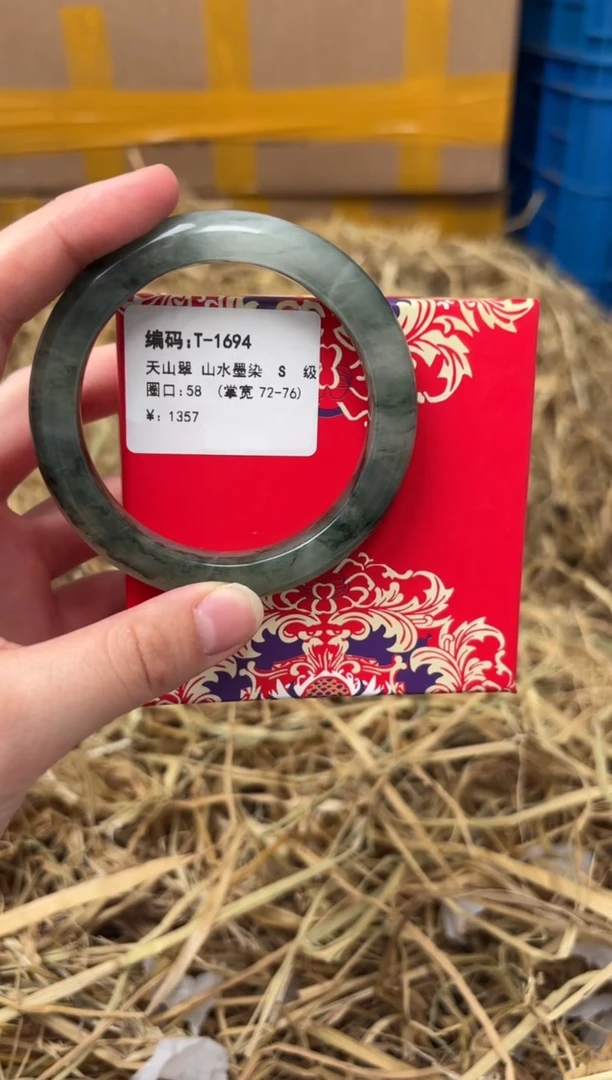 编码:T-1694
天山翠 山水墨染 S 级
圈口:58 (掌宽 72-76)
¥: 1357